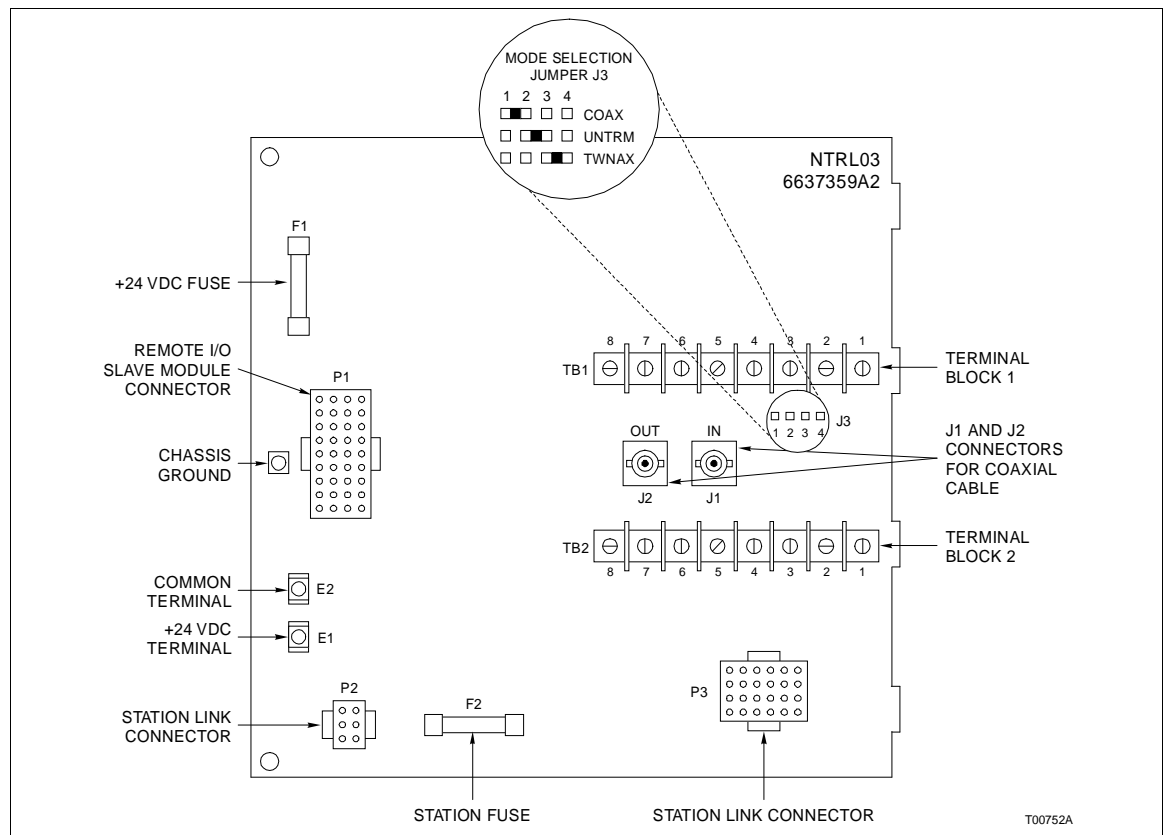 MODE SELECTION
JUMPER J3
1 2 3 4
COAX
UNTRM
TWNAX
NTRL03
6637359A2
F1
+24 VDC FUSE
REMOTE I/O
SLAVE MODULE
CONNECTOR
P1
8 7 6 5 4 3 2 1
TB1
TERMINAL
BLOCK 1
J3
1 2 3 4
CHASSIS
GROUND
OUT IN
J2 J1
J1 AND J2
CONNECTORS
FOR COAXIAL
CABLE
TB2
8 7 6 5 4 3 2 1
TERMINAL
BLOCK 2
COMMON
TERMINAL
E2
+24 VDC
TERMINAL
E1
P2
STATION LINK
CONNECTOR
F2
P3
STATION FUSE
STATION LINK CONNECTOR
T00752A